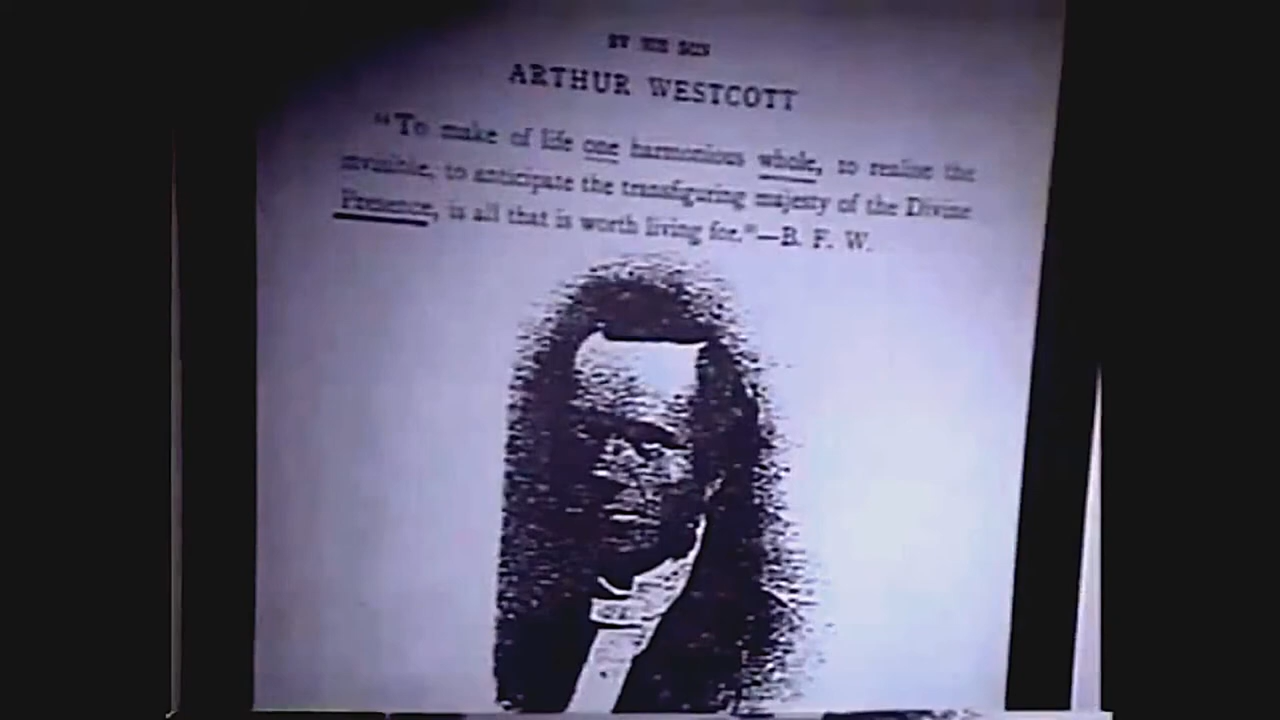 BY HIS SON
ARTHUR WESTCOTT
"To make of life one harmonious whole, to realise the
invisible, to anticipate the transfiguring majesty of the Divine
Presence, is all that is worth living for."—B. F. W.